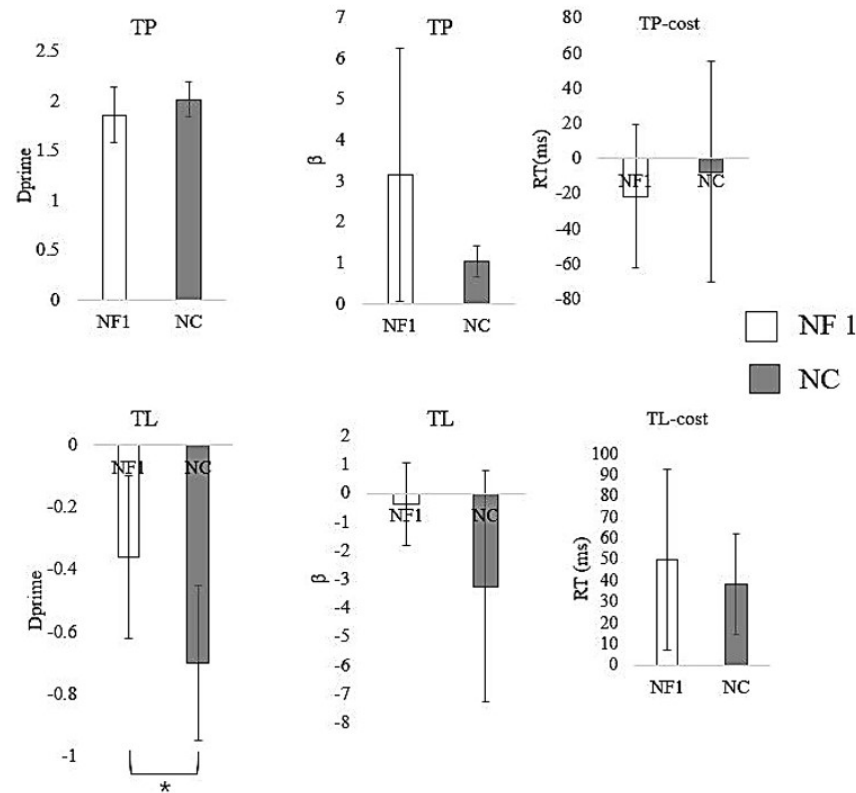 TP
2.5
2
1.5
1
0.5
0
Dprime
NF1 NC
TP
7
6
5
4
3
2
1
0
β
NF1 NC
TP-cost
80
60
40
20
0
-20
-40
-60
-80
RT(ms)
NF1 NC
NF 1
NC
TL
0
-0.2
-0.4
-0.6
-0.8
-1
Dprime
NF1 NC
*
TL
2
1
0
-1
-2
-3
-4
-5
-6
-7
-8
β
NF1 NC
TL-cost
100
90
80
70
60
50
40
30
20
10
0
RT (ms)
NF1 NC